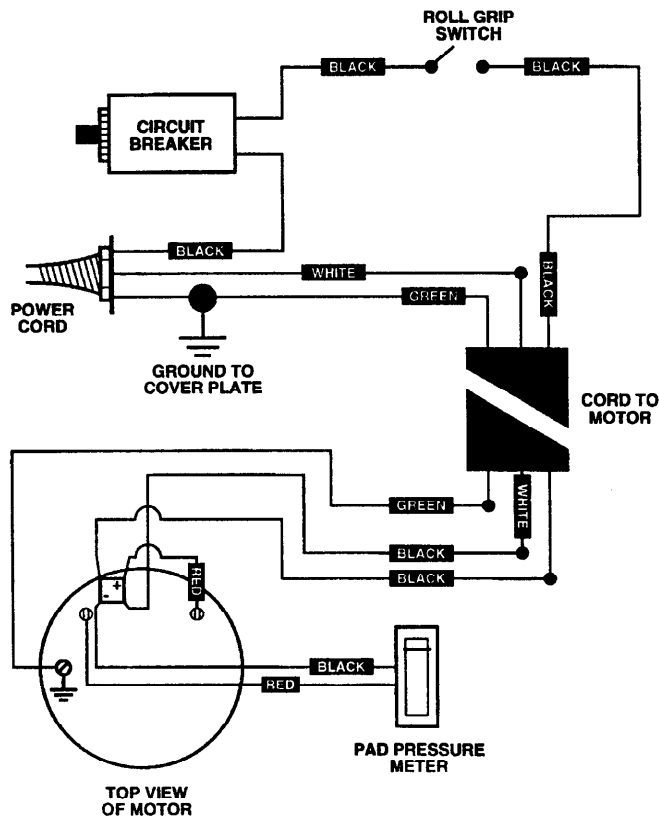 ROLL GRIP
SWITCH
BLACK
BLACK
CIRCUIT
BREAKER
BLACK
WHITE
BLACK
GREEN
POWER
CORD
GROUND TO
COVER PLATE
CORD TO
MOTOR
GREEN
WHITE
BLACK
BLACK
RED
+
-
BLACK
RED
PAD PRESSURE
METER
TOP VIEW
OF MOTOR